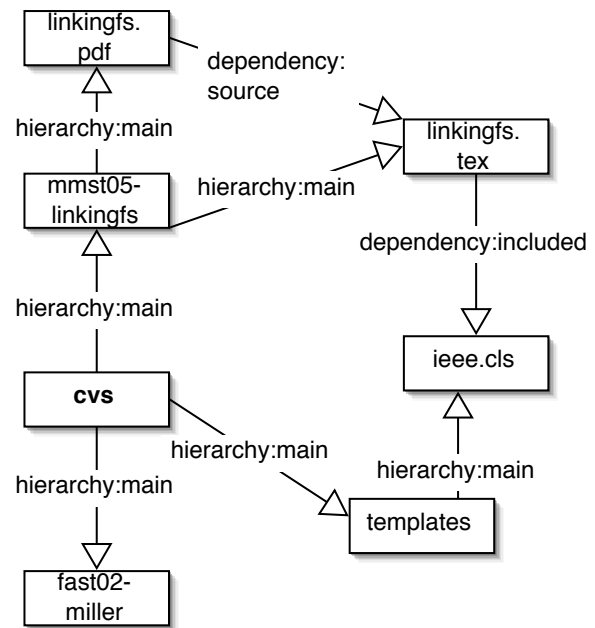 linkingfs.
pdf
dependency:
source
hierarchy:main
linkingfs.
tex
mmst05-
linkingfs
hierarchy:main
dependency:included
hierarchy:main
ieee.cls
cvs
hierarchy:main
hierarchy:main
hierarchy:main
templates
fast02-
miller